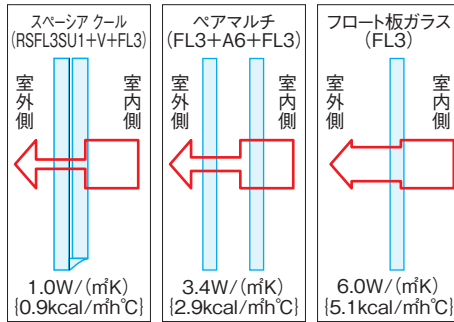 スペーシア クール
(RSFL3SU1+V+FL3)
室外側
室内側
1.0W/(㎡K)
{0.9kcal/㎡h℃}
ペアマルチ
(FL3+A6+FL3)
室外側
室内側
3.4W/(㎡K)
{2.9kcal/㎡h℃}
フロート板ガラス
(FL3)
室外側
室内側
6.0W/(㎡K)
{5.1kcal/㎡h℃}